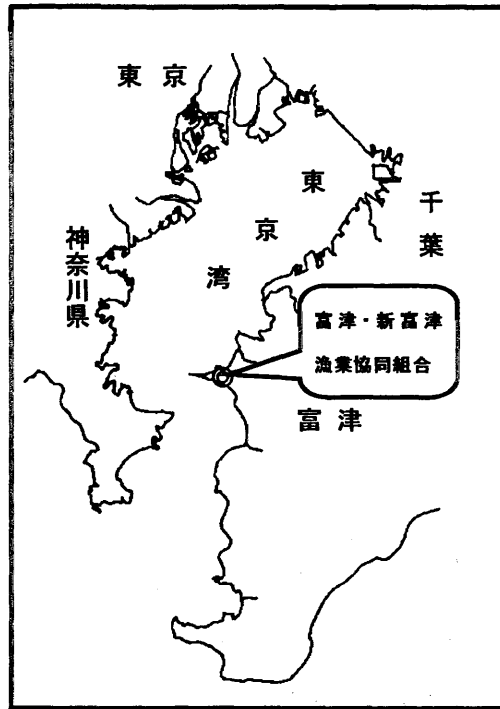 東京
東京湾
千葉
神奈川県
富津・新富津
漁業協同組合
富津